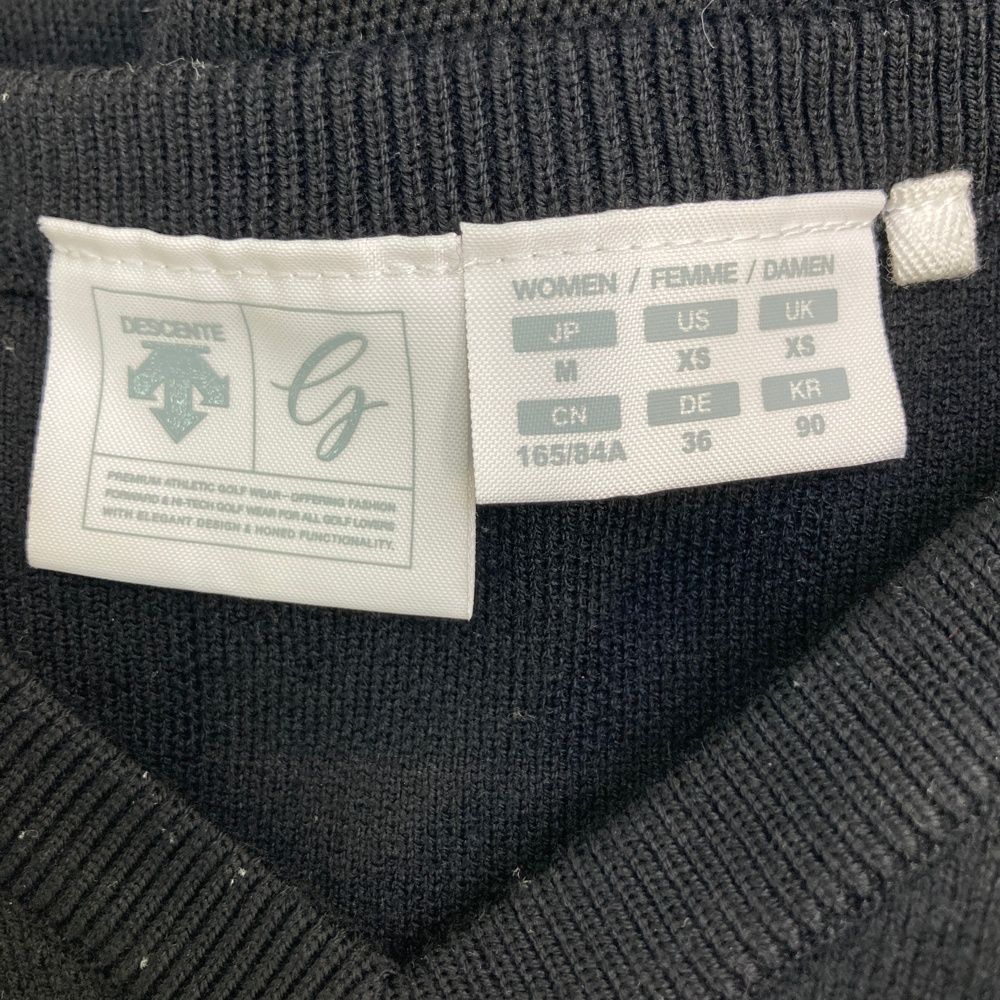 DESCENTE
G
PREMIUM ATHLETIC GOLF WEAR-OFFERING FASHION
FORWARD & HI-TECH GOLF WEAR FOR ALL GOLF LOVERS
WITH ELEGANT DESIGN & HONED FUNCTIONALITY.
WOMEN / FEMME / DAMEN
JP US UK
M XS XS
CN DE KR
165/84A 36 90